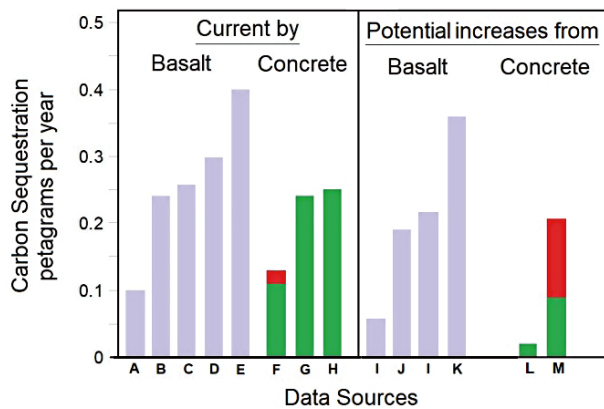 Carbon Sequestration
petagrams per year
0.5
0.4
0.3
0.2
0.1
0
Current by
Basalt
Concrete
Potential increases from
Basalt
Concrete
A B C D E F G H I J I K L M
Data Sources